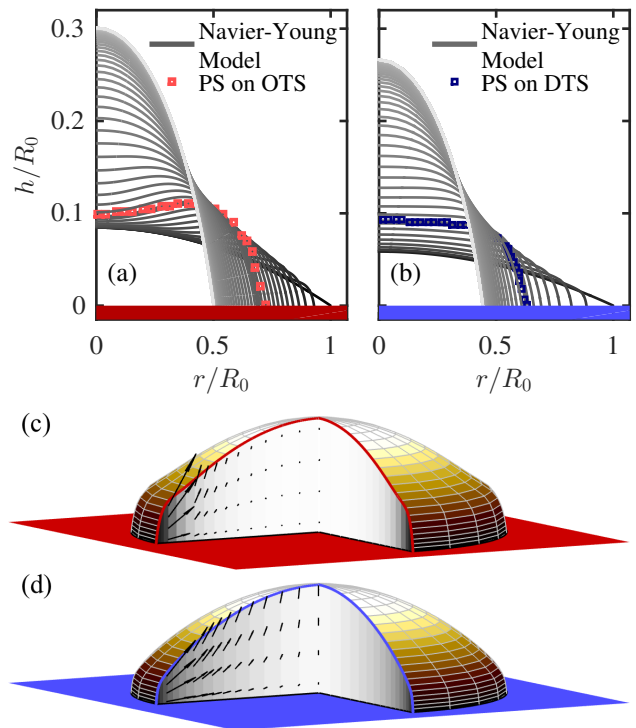 0.3
0.2
0.1
0
h/R₀
Navier-Young
Model
PS on OTS
(a)
0
0.5
1
r/R₀
Navier-Young
Model
PS on DTS
(b)
0
0.5
1
r/R₀
(c)
(d)